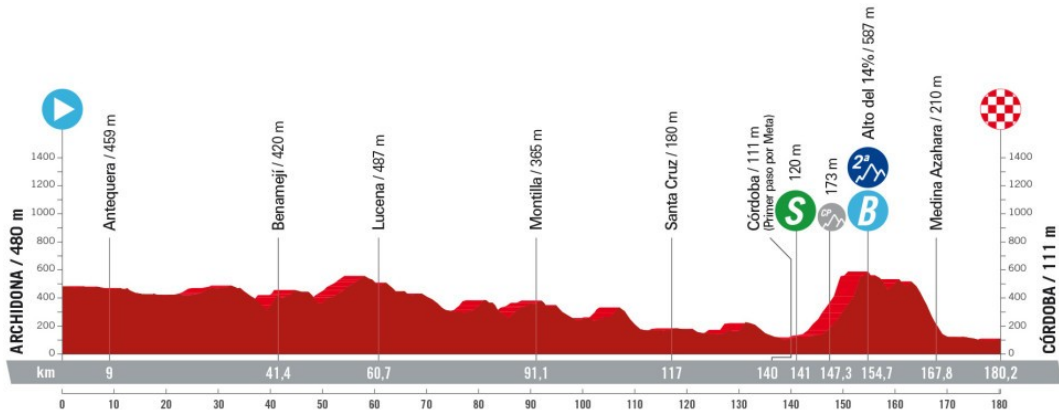 ARCHIDONA / 480 m
1400
1200
1000
800
600
400
200
0
Antequera / 459 m
Benamejí / 420 m
Lucena / 487 m
Montilla / 365 m
Santa Cruz / 180 m
Córdoba / 111 m
(Primer paso por Meta)
S
120 m
CP
173 m
Alto del 14% / 587 m
2ª
B
Medina Azahara / 210 m
1400
1200
1000
800
600
400
200
0
CÓRDOBA / 111 m
km 9 41,4 60,7 91,1 117 140 141 147,3 154,7 167,8 180,2
0 10 20 30 40 50 60 70 80 90 100 110 120 130 140 150 160 170 180